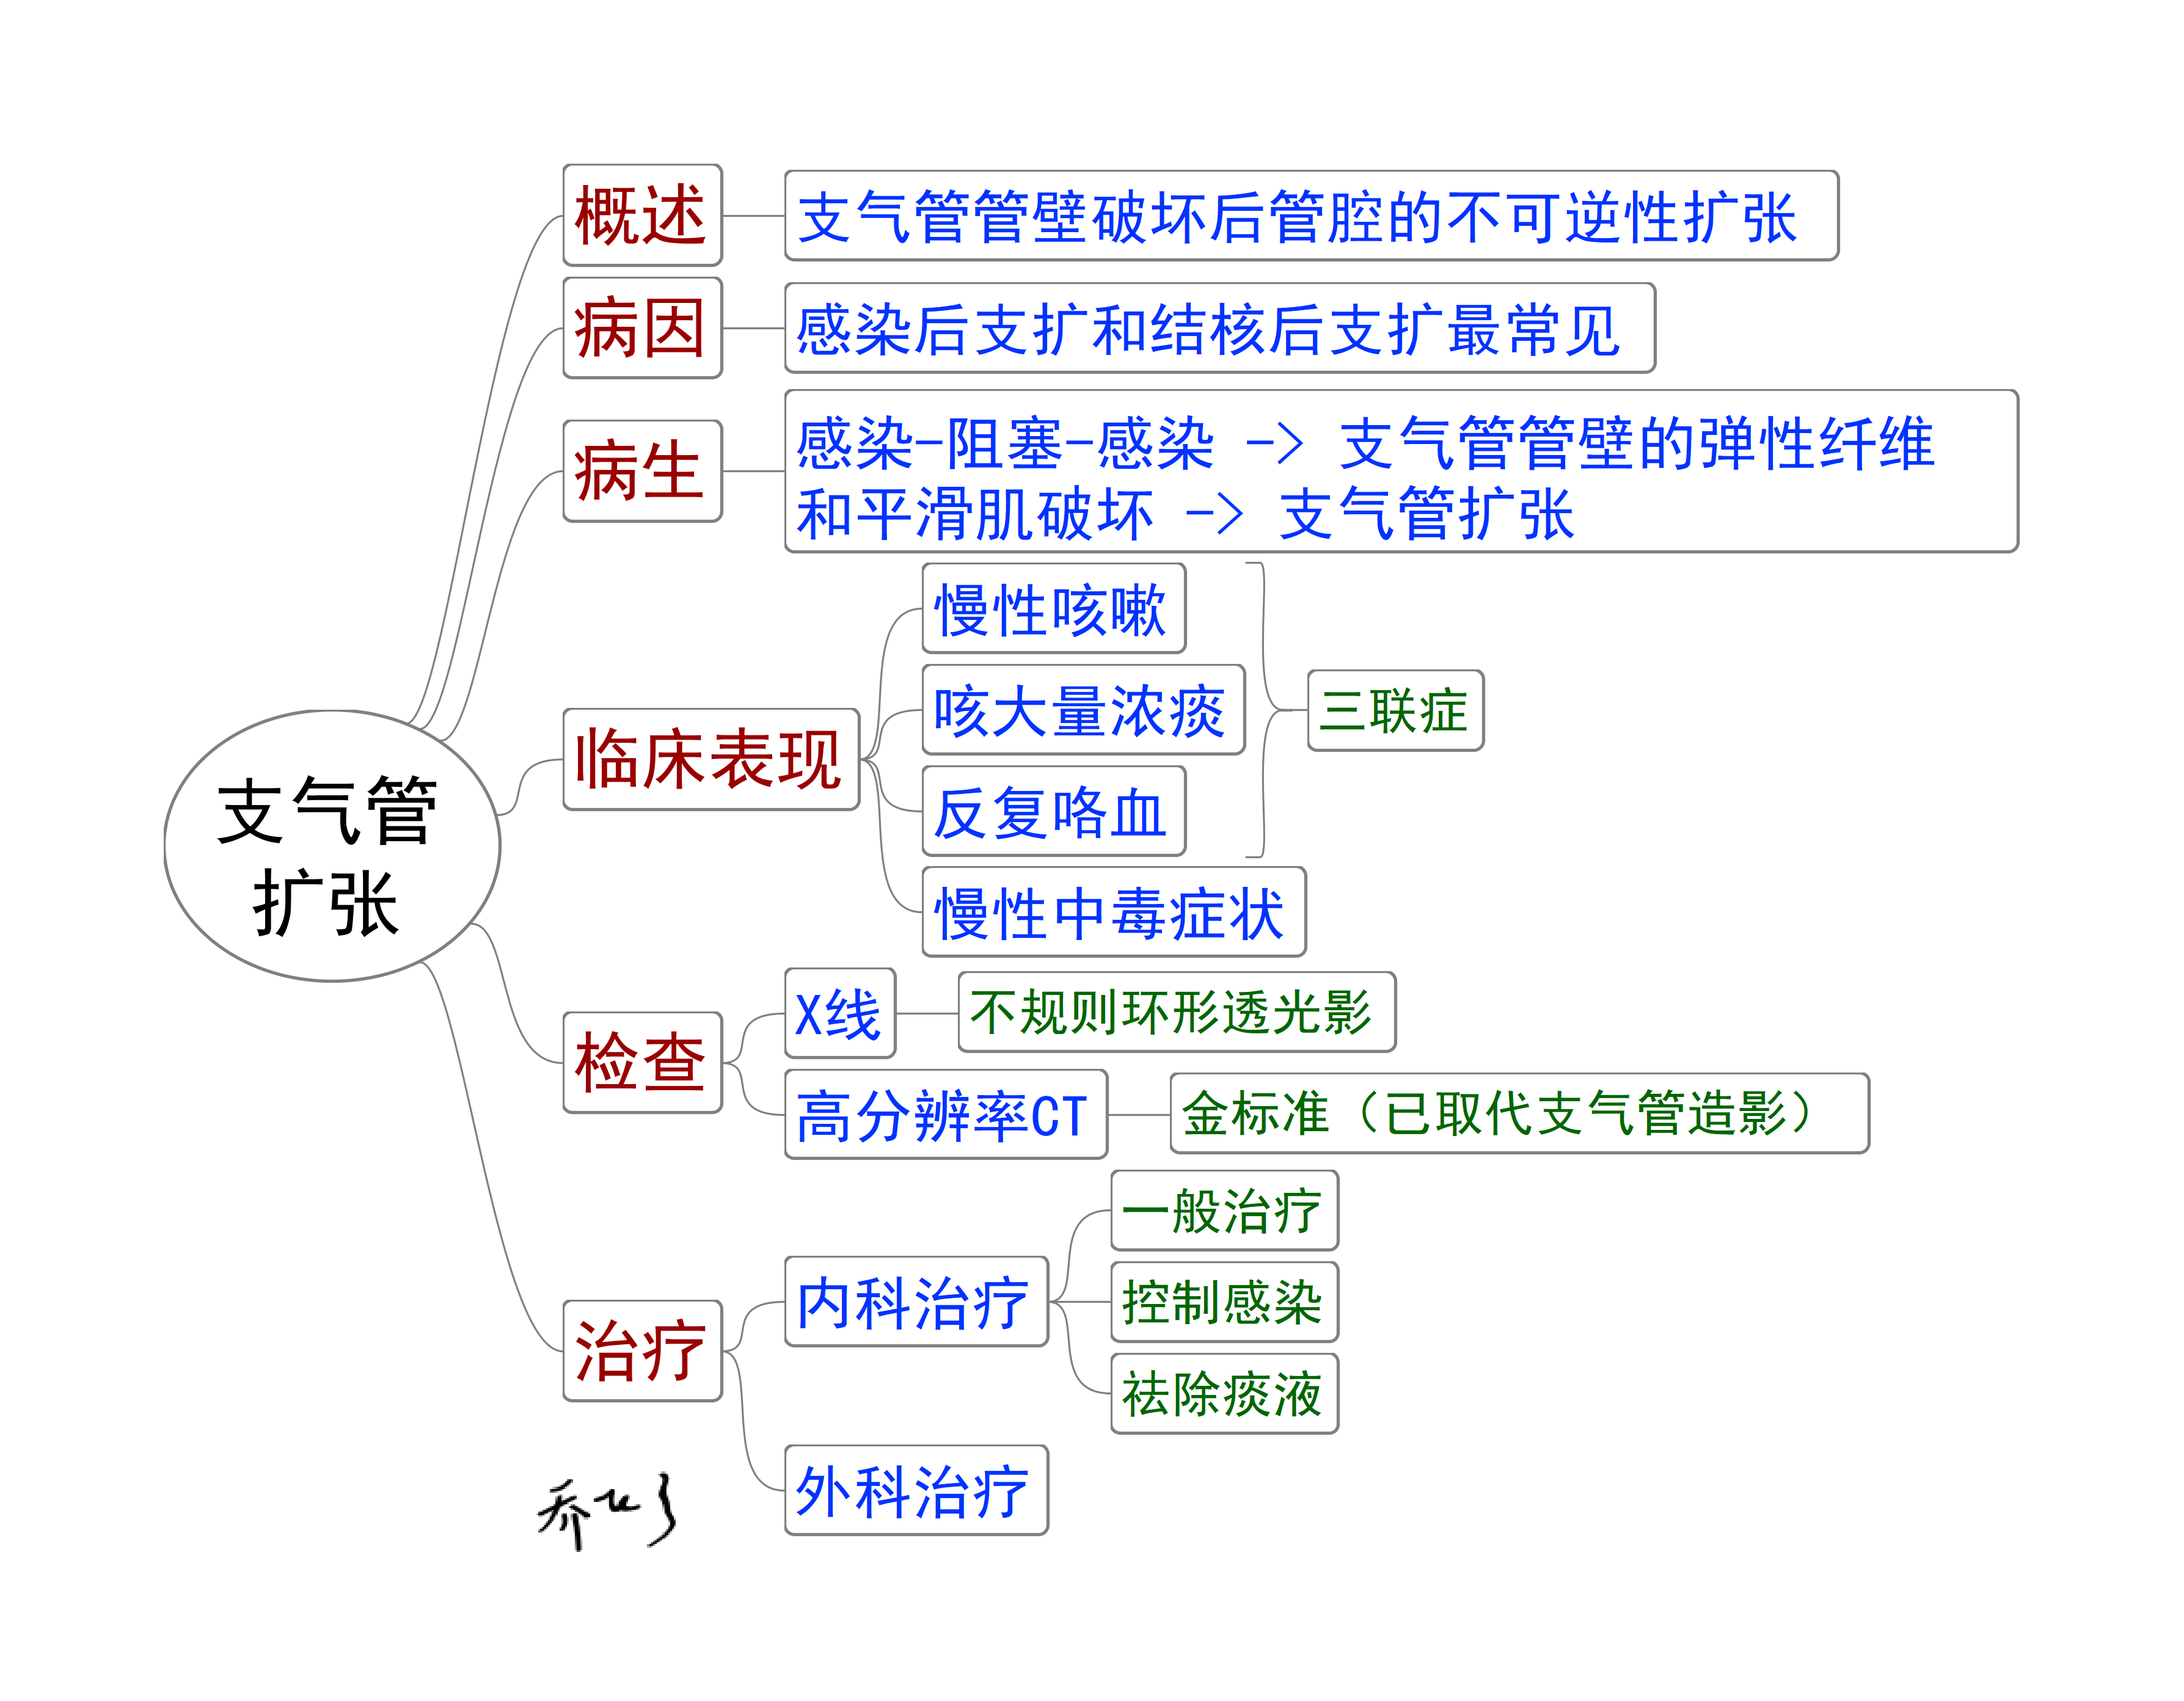 概述
支气管管壁破坏后管腔的不可逆性扩张
病因
感染后支扩和结核后支扩最常见
病生
感染-阻塞-感染 -> 支气管管壁的弹性纤维
和平滑肌破坏 -> 支气管扩张
支气管
扩张
临床表现
慢性咳嗽
咳大量浓痰
反复咯血
三联症
慢性中毒症状
检查
X线
不规则环形透光影
高分辨率CT
金标准（已取代支气管造影）
治疗
内科治疗
一般治疗
控制感染
祛除痰液
外科治疗